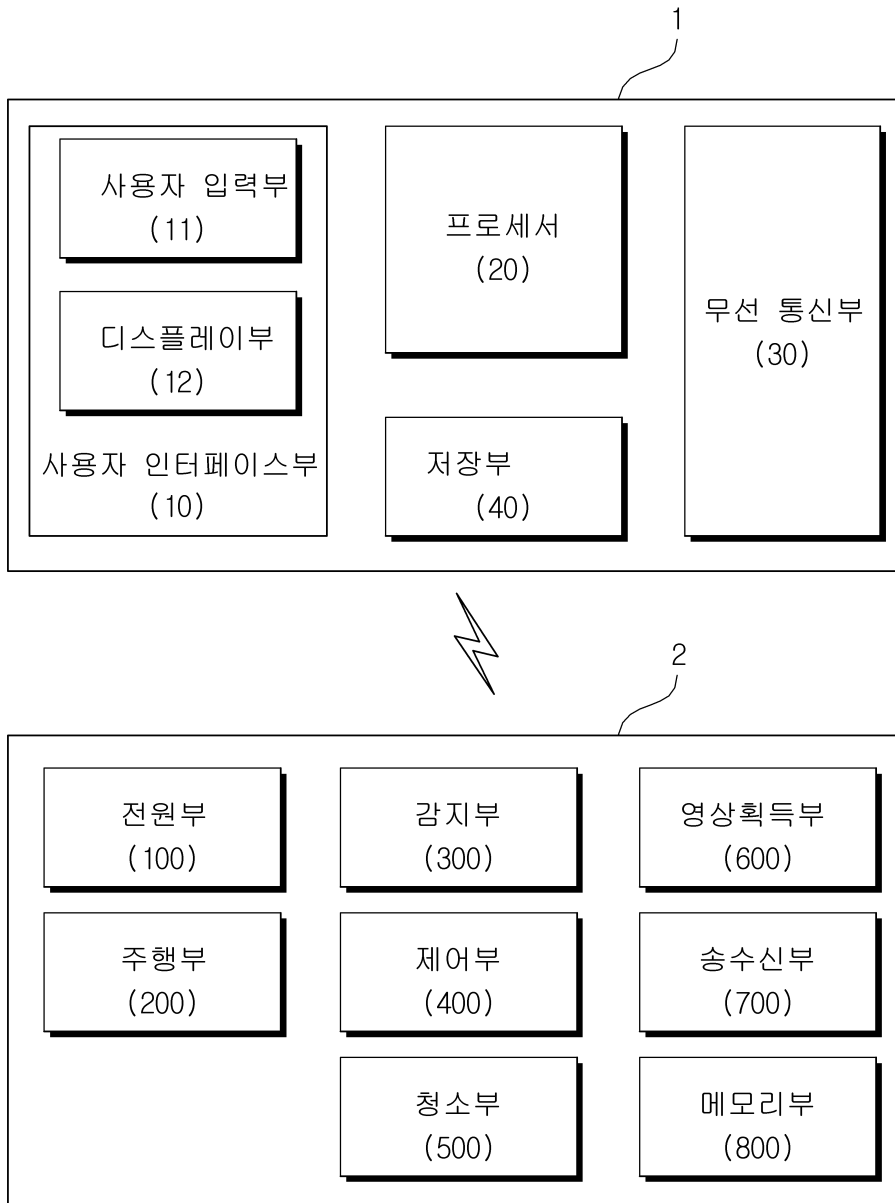 1
사용자 입력부
(11)
디스플레이부
(12)
사용자 인터페이스부
(10)
프로세서
(20)
저장부
(40)
무선 통신부
(30)
2
전원부
(100)
감지부
(300)
영상획득부
(600)
주행부
(200)
제어부
(400)
송수신부
(700)
청소부
(500)
메모리부
(800)